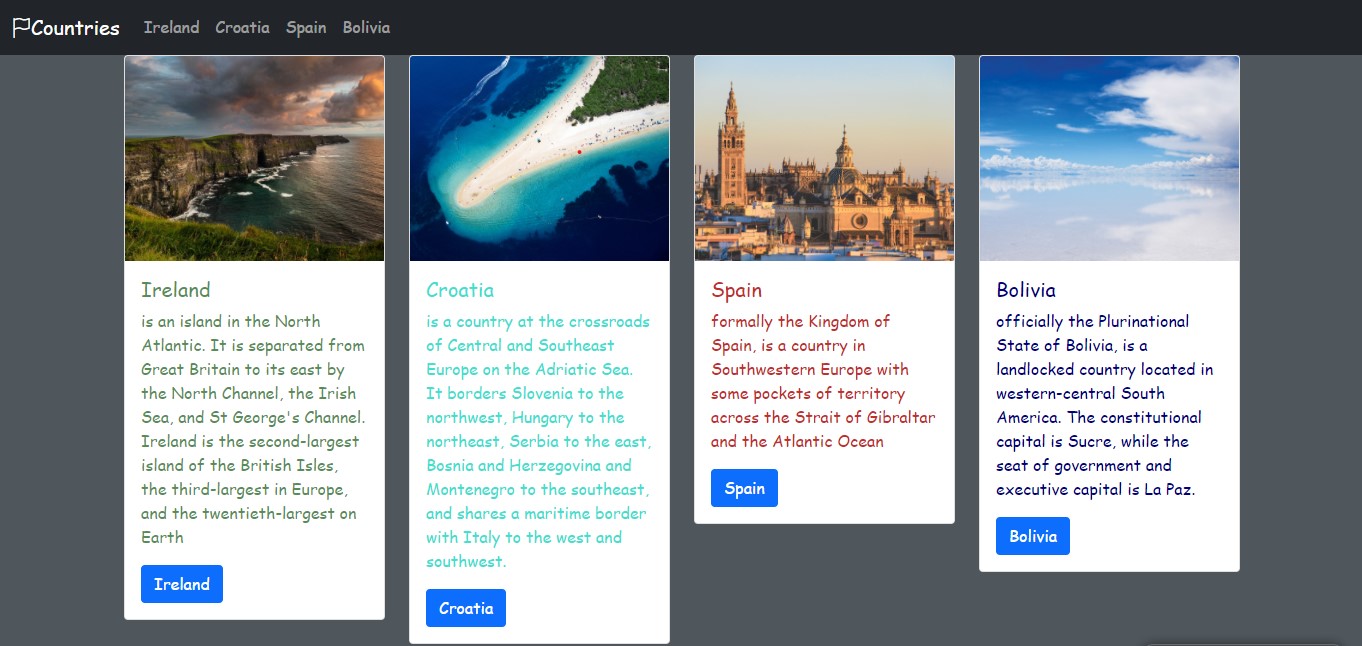 Countries
Ireland
Croatia
Spain
Bolivia
Ireland
is an island in the North
Atlantic. It is separated from
Great Britain to its east by
the North Channel, the Irish
Sea, and St George's Channel.
Ireland is the second-largest
island of the British Isles,
the third-largest in Europe,
and the twentieth-largest on
Earth
Ireland
Croatia
is a country at the crossroads
of Central and Southeast
Europe on the Adriatic Sea.
It borders Slovenia to the
northwest, Hungary to the
northeast, Serbia to the east,
Bosnia and Herzegovina and
Montenegro to the southeast,
and shares a maritime border
with Italy to the west and
southwest.
Croatia
Spain
formally the Kingdom of
Spain, is a country in
Southwestern Europe with
some pockets of territory
across the Strait of Gibraltar
and the Atlantic Ocean
Spain
Bolivia
officially the Plurinational
State of Bolivia, is a
landlocked country located in
western-central South
America. The constitutional
capital is Sucre, while the
seat of government and
executive capital is La Paz.
Bolivia